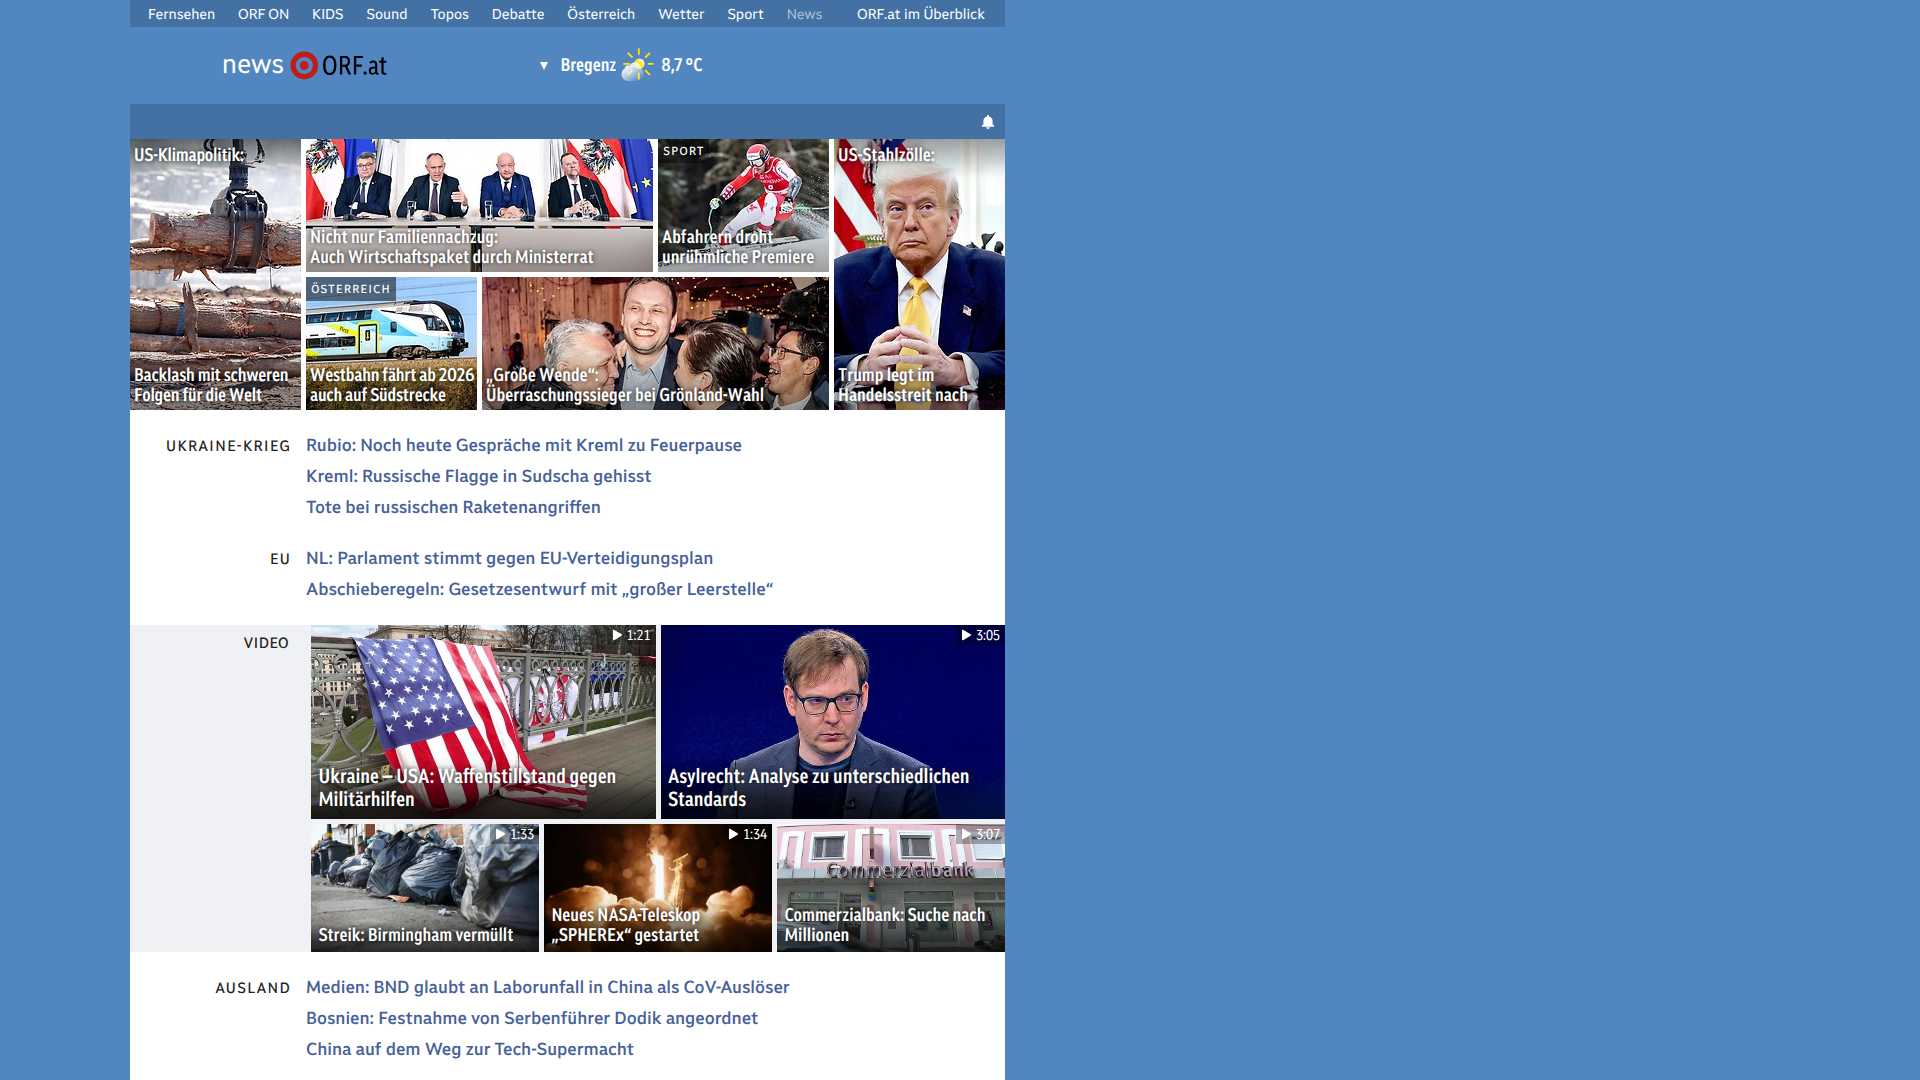 Fernsehen ORF ON KIDS Sound Topos Debatte Österreich Wetter Sport News ORF.at im Überblick
news ORF.at
▼ Bregenz 8,7 °C
US-Klimapolitik:
Backlash mit schweren
Folgen für die Welt
Nicht nur Familiennachzug:
Auch Wirtschaftspaket durch Ministerrat
SPORT
Abfahrern droht
unrühmliche Premiere
US-Stahlzölle:
Trump legt im
Handelsstreit nach
ÖSTERREICH
Westbahn fährt ab 2026
auch auf Südstrecke
„Große Wende“:
Überraschungssieger bei Grönland-Wahl
UKRAINE-KRIEG
Rubio: Noch heute Gespräche mit Kreml zu Feuerpause
Kreml: Russische Flagge in Sudscha gehisst
Tote bei russischen Raketenangriffen
EU
NL: Parlament stimmt gegen EU-Verteidigungsplan
Abschieberegeln: Gesetzesentwurf mit „großer Leerstelle“
VIDEO
1:21
Ukraine – USA: Waffenstillstand gegen
Militärhilfen
3:05
Asylrecht: Analyse zu unterschiedlichen
Standards
1:33
Streik: Birmingham vermüllt
1:34
Neues NASA-Teleskop
„SPHEREx“ gestartet
3:07
Commerzialbank
Commerzialbank: Suche nach
Millionen
AUSLAND
Medien: BND glaubt an Laborunfall in China als CoV-Auslöser
Bosnien: Festnahme von Serbenführer Dodik angeordnet
China auf dem Weg zur Tech-Supermacht